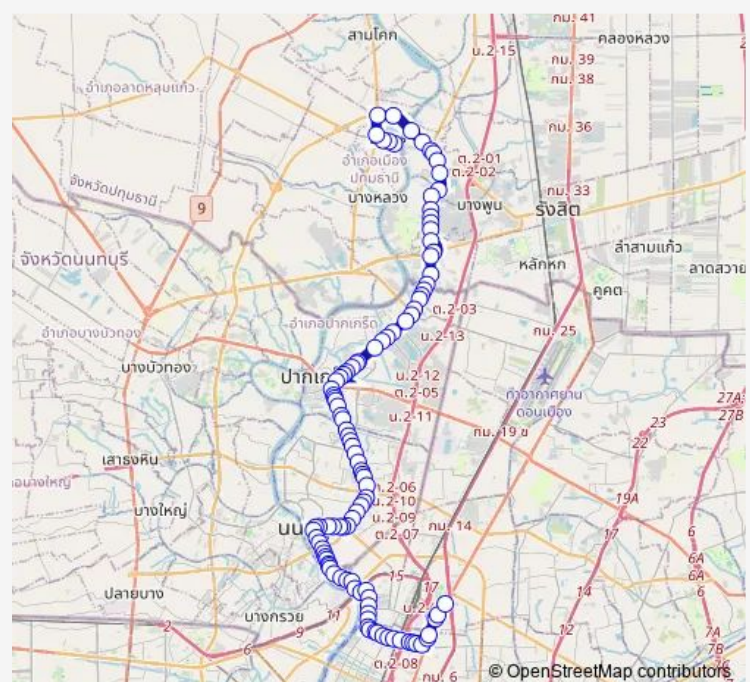 สามโคก
น.2-15
กม. 41
คลองหลวง
กม. 39
กม. 38
อำเภอลาดหลุมแก้ว
กม. 36
อำเภอเมือง
ปทุมธานี
ต.2-01
ต.2-02
จังหวัดปทุมธานี
บางหลวง
บางพูน
กม. 33
รังสิต
9
ลำสามแก้ว
จังหวัดนนทบุรี
หลักหก
ลาดสวาย
คูคต
ต.2-03
อำเภอปากเกร็ด
อำเภอบางบัวทอง
น.2-13
กม. 25
บางบัวทอง
ปากเก
น.2-12
ต.2-05
ท่าอากาศยาน
ดอนเมือง
27A
27B
น.2-11
23
22
กม. 19 ข
เสาธงหิน
บางใหญ่
ต.2-06
น.2-10
น.2-09
ต.2-07
19A
17
6
นน
กม. 14
6A
6A
6
ปลายบาง
15
17
14
บางกรวย
11
น.2
2
6
9
12
7A
7B
ต.2-08
กม. 6
© OpenStreetMap contributors